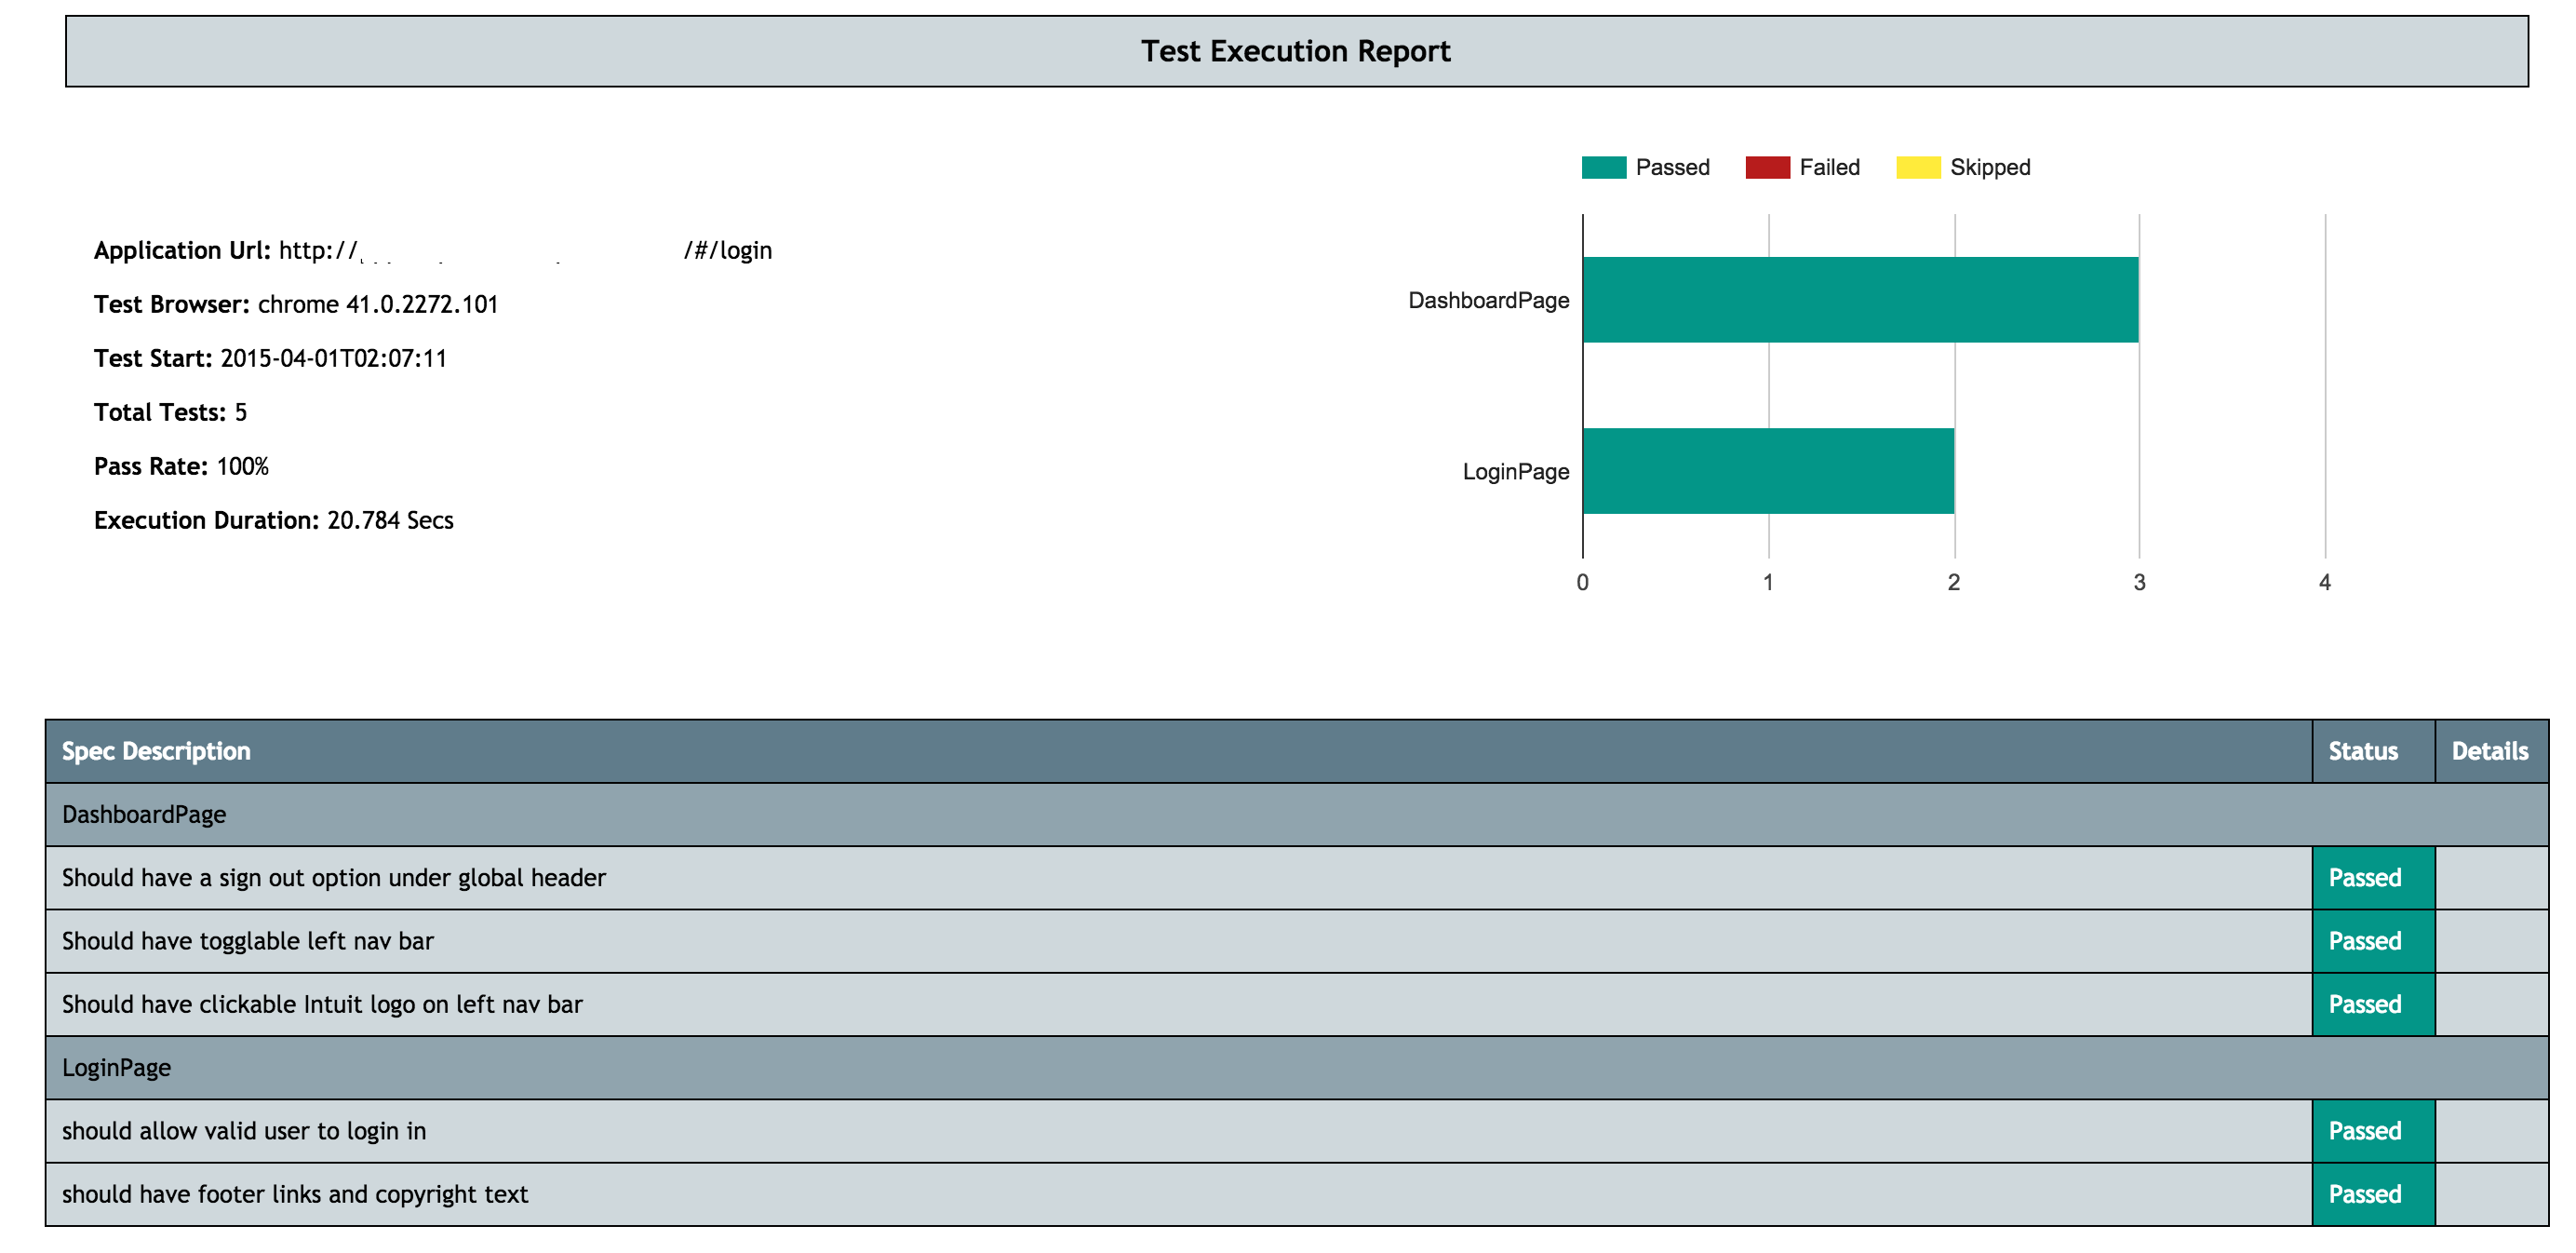 Test Execution Report
Passed Failed Skipped
Application Url: http:// /#/login
Test Browser: chrome 41.0.2272.101
Test Start: 2015-04-01T02:07:11
Total Tests: 5
Pass Rate: 100%
Execution Duration: 20.784 Secs
DashboardPage
LoginPage
0 1 2 3 4
Spec Description Status Details
DashboardPage
Should have a sign out option under global header Passed
Should have togglable left nav bar Passed
Should have clickable Intuit logo on left nav bar Passed
LoginPage
should allow valid user to login in Passed
should have footer links and copyright text Passed